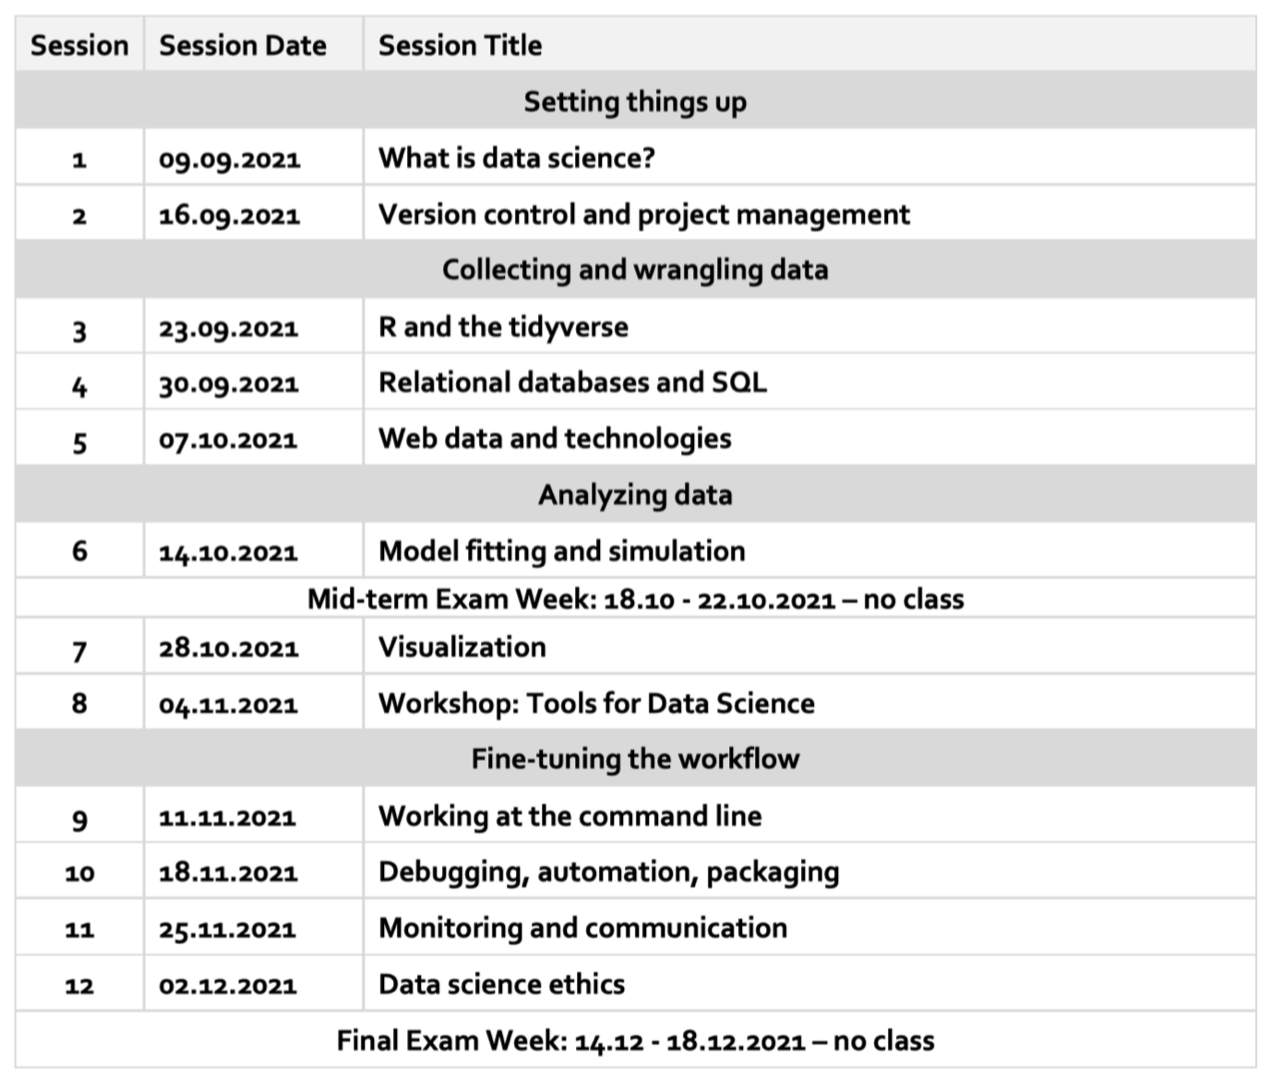 Session Session Date Session Title
Setting things up
1 09.09.2021 What is data science?
2 16.09.2021 Version control and project management
Collecting and wrangling data
3 23.09.2021 R and the tidyverse
4 30.09.2021 Relational databases and SQL
5 07.10.2021 Web data and technologies
Analyzing data
6 14.10.2021 Model fitting and simulation
Mid-term Exam Week: 18.10 - 22.10.2021 – no class
7 28.10.2021 Visualization
8 04.11.2021 Workshop: Tools for Data Science
Fine-tuning the workflow
9 11.11.2021 Working at the command line
10 18.11.2021 Debugging, automation, packaging
11 25.11.2021 Monitoring and communication
12 02.12.2021 Data science ethics
Final Exam Week: 14.12 - 18.12.2021 – no class